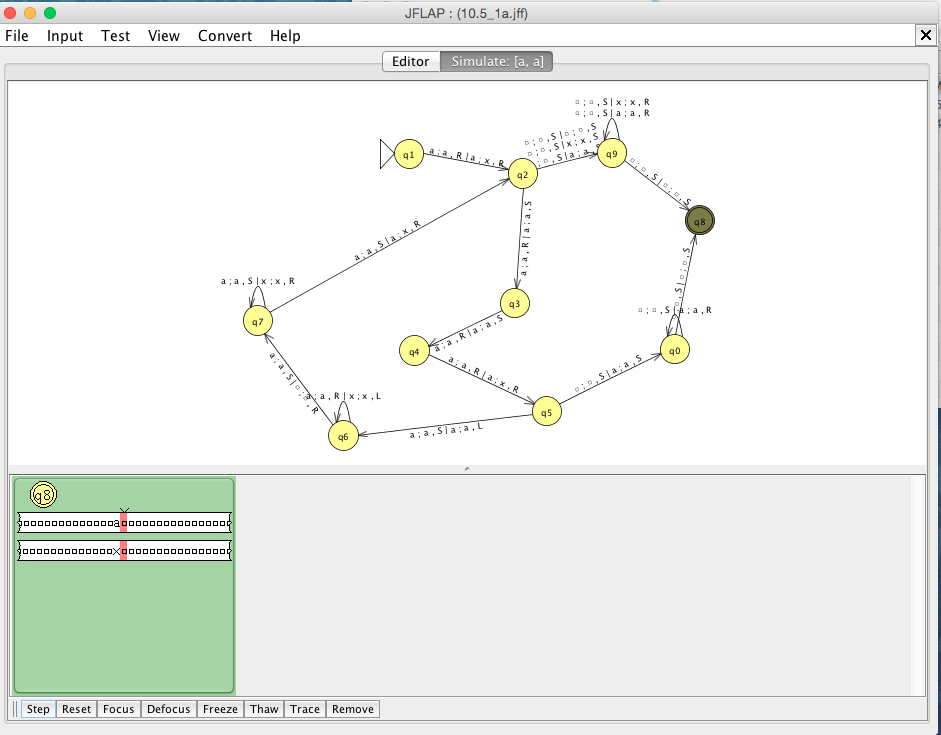 JFLAP : (10.5_1a.jff)
File Input Test View Convert Help
Editor Simulate: [a, a]
□;□,S|x;x,R
□;□,S|a;a,R
q1
a;a,R|a;x,R
q2
□;□,S|□;□,S
□;□,S|x;x,S
q9
□;□,S|□;□,S
q8
a;a,S|a;x,R
a;a,R|a;a,S
a;a,S|x;x,R
q7
q3
a;a,R|a;a,S
□;□,S|a;a,R
q4
q0
a;a,R|a;x,R
□;□,S|a;a,S
a;a,S|□;□,R
a;a,R|x;x,L
q5
q6
a;a,S|a;a,L
q8
a
x
Step Reset Focus Defocus Freeze Thaw Trace Remove